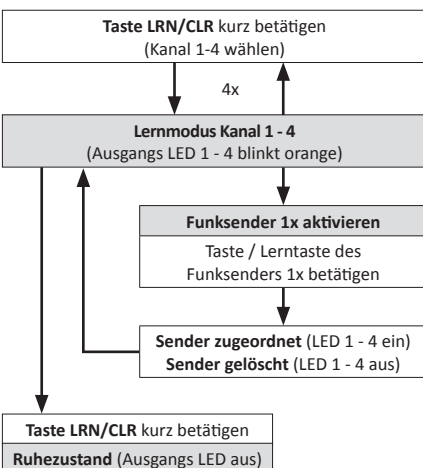 Taste LRN/CLR kurz betätigen
(Kanal 1-4 wählen)
4x
Lernmodus Kanal 1 - 4
(Ausgangs LED 1 - 4 blinkt orange)
Funksender 1x aktivieren
Taste / Lerntaste des
Funksenders 1x betätigen
Sender zugeordnet (LED 1 - 4 ein)
Sender gelöscht (LED 1 - 4 aus)
Taste LRN/CLR kurz betätigen
Ruhezustand (Ausgangs LED aus)